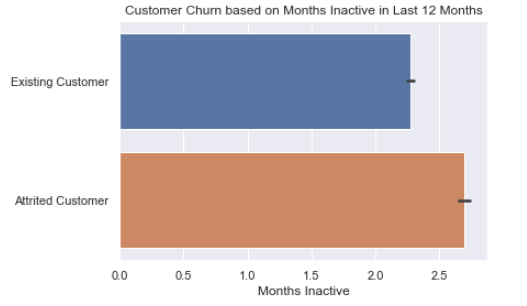 Customer Churn based on Months Inactive in Last 12 Months
Existing Customer
Attrited Customer
0.0 0.5 1.0 1.5 2.0 2.5
Months Inactive